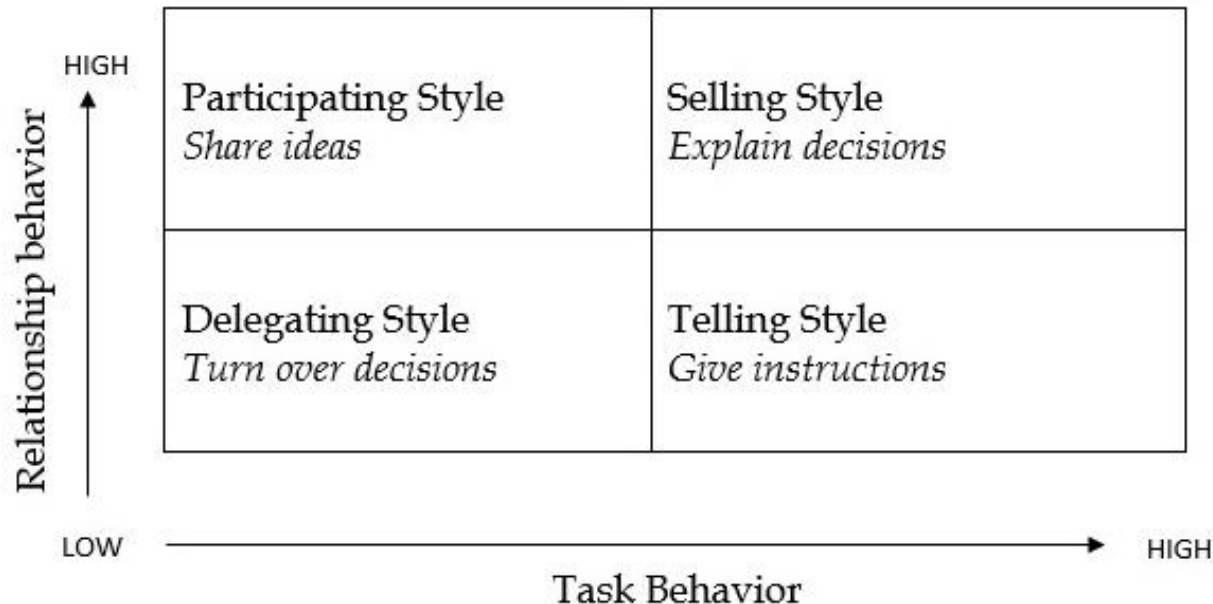 HIGH
Relationship behavior
Participating Style
Share ideas
Selling Style
Explain decisions
Delegating Style
Turn over decisions
Telling Style
Give instructions
LOW
HIGH
Task Behavior